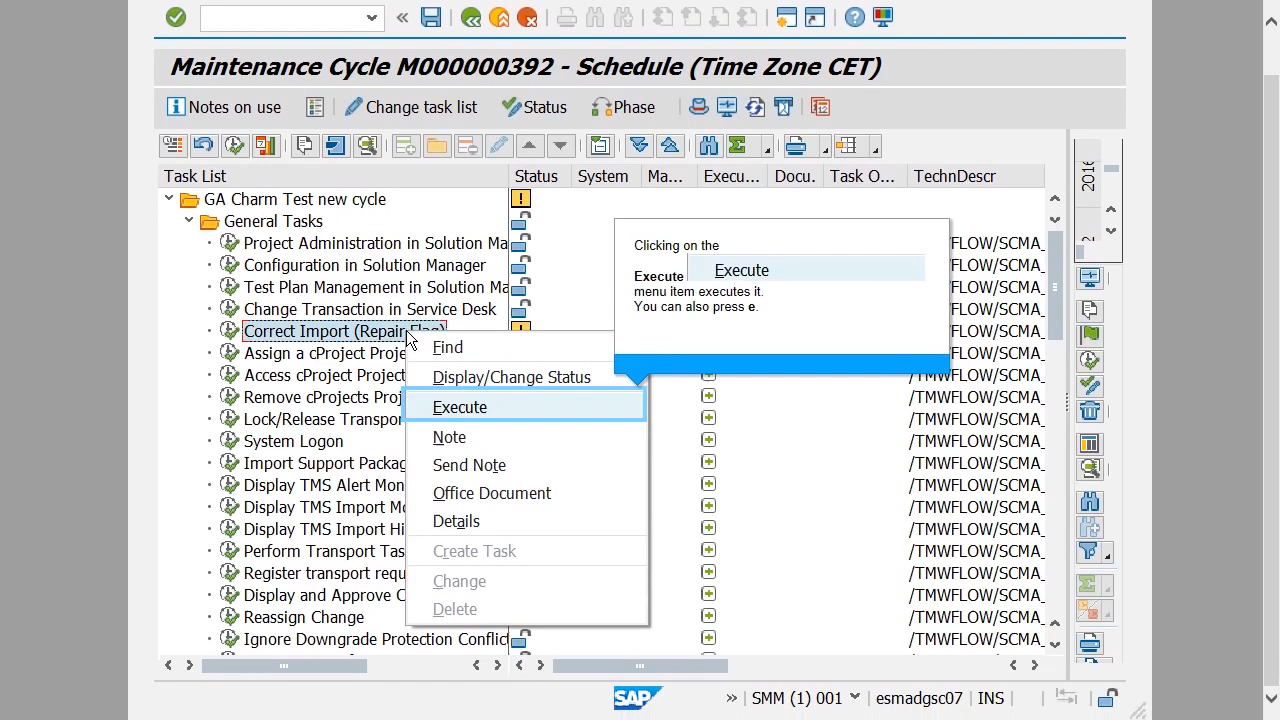 Maintenance Cycle M000000392 - Schedule (Time Zone CET)
Notes on use
Change task list
Status
Phase
Task List
Status
System
Ma...
Execu...
Docu.
Task O...
TechnDescr
2016
GA Charm Test new cycle
General Tasks
Project Administration in Solution Ma
Configuration in Solution Manager
Test Plan Management in Solution Ma
Change Transaction in Service Desk
Correct Import (Repair Flag)
Assign a cProject Proje
Access cProject Project
Remove cProjects Proj
Lock/Release Transpor
System Logon
Import Support Packag
Display TMS Alert Mon
Display TMS Import Mo
Display TMS Import Hi
Perform Transport Tas
Register transport requ
Display and Approve C
Reassign Change
Ignore Downgrade Protection Conflic
Find
Display/Change Status
Execute
Note
Send Note
Office Document
Details
Create Task
Change
Delete
Clicking on the
Execute Execute
menu item executes it.
You can also press e.
MWFLOW/SCMA_
MWFLOW/SCMA_
MWFLOW/SCMA_
MWFLOW/SCMA_
MWFLOW/SCMA_
MWFLOW/SCMA_
/TMWFLOW/SCMA_
/TMWFLOW/SCMA_
/TMWFLOW/SCMA_
/TMWFLOW/SCMA_
/TMWFLOW/SCMA_
/TMWFLOW/SCMA_
/TMWFLOW/SCMA_
/TMWFLOW/SCMA_
/TMWFLOW/SCMA_
/TMWFLOW/SCMA_
/TMWFLOW/SCMA_
/TMWFLOW/SCMA_
/TMWFLOW/SCMA_
SAP
SMM (1) 001
esmadgsc07
INS